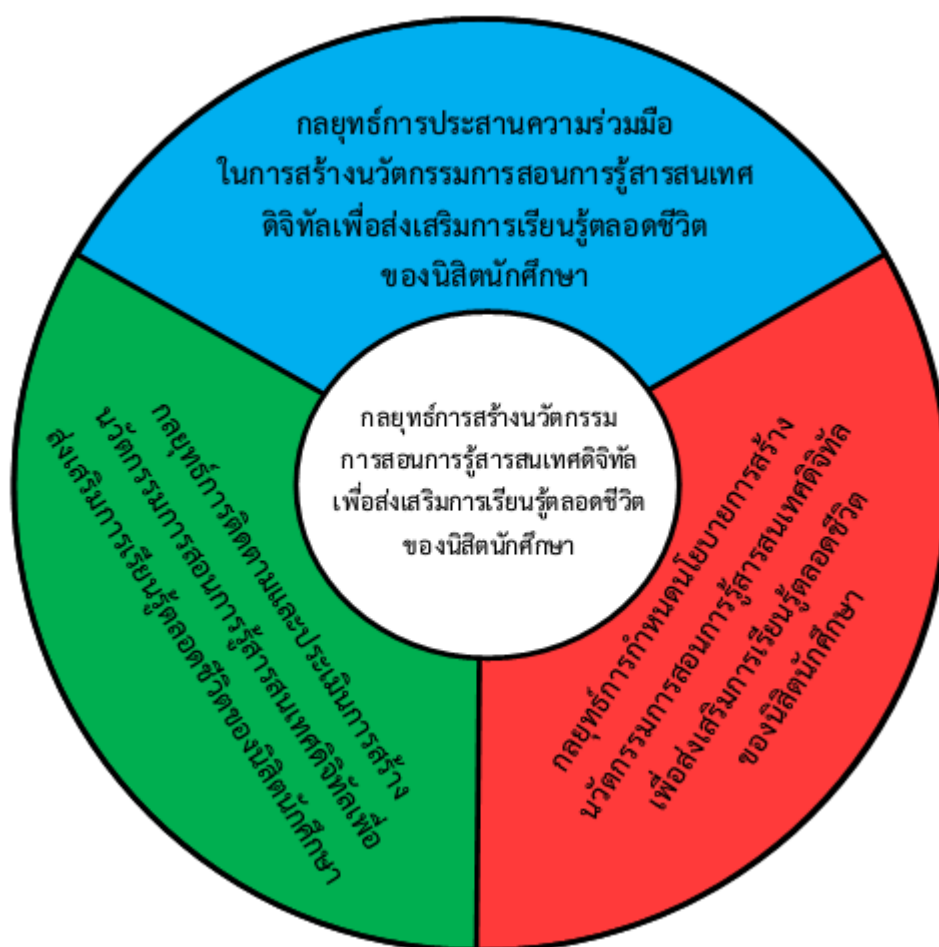 กลยุทธ์การประสานความร่วมมือ
ในการสร้างนวัตกรรมการสอนการรู้สารสนเทศ
ดิจิทัลเพื่อส่งเสริมการเรียนรู้ตลอดชีวิต
ของนิสิตนักศึกษา
กลยุทธ์การสร้างนวัตกรรม
การสอนการรู้สารสนเทศดิจิทัล
เพื่อส่งเสริมการเรียนรู้ตลอดชีวิต
ของนิสิตนักศึกษา
กลยุทธ์การติดตามและประเมินการสร้าง
นวัตกรรมการสอนการรู้สารสนเทศดิจิทัลเพื่อ
ส่งเสริมการเรียนรู้ตลอดชีวิตของนิสิตนักศึกษา
กลยุทธ์การกำหนดนโยบายการสร้าง
นวัตกรรมการสอนการรู้สารสนเทศดิจิทัล
เพื่อส่งเสริมการเรียนรู้ตลอดชีวิต
ของนิสิตนักศึกษา